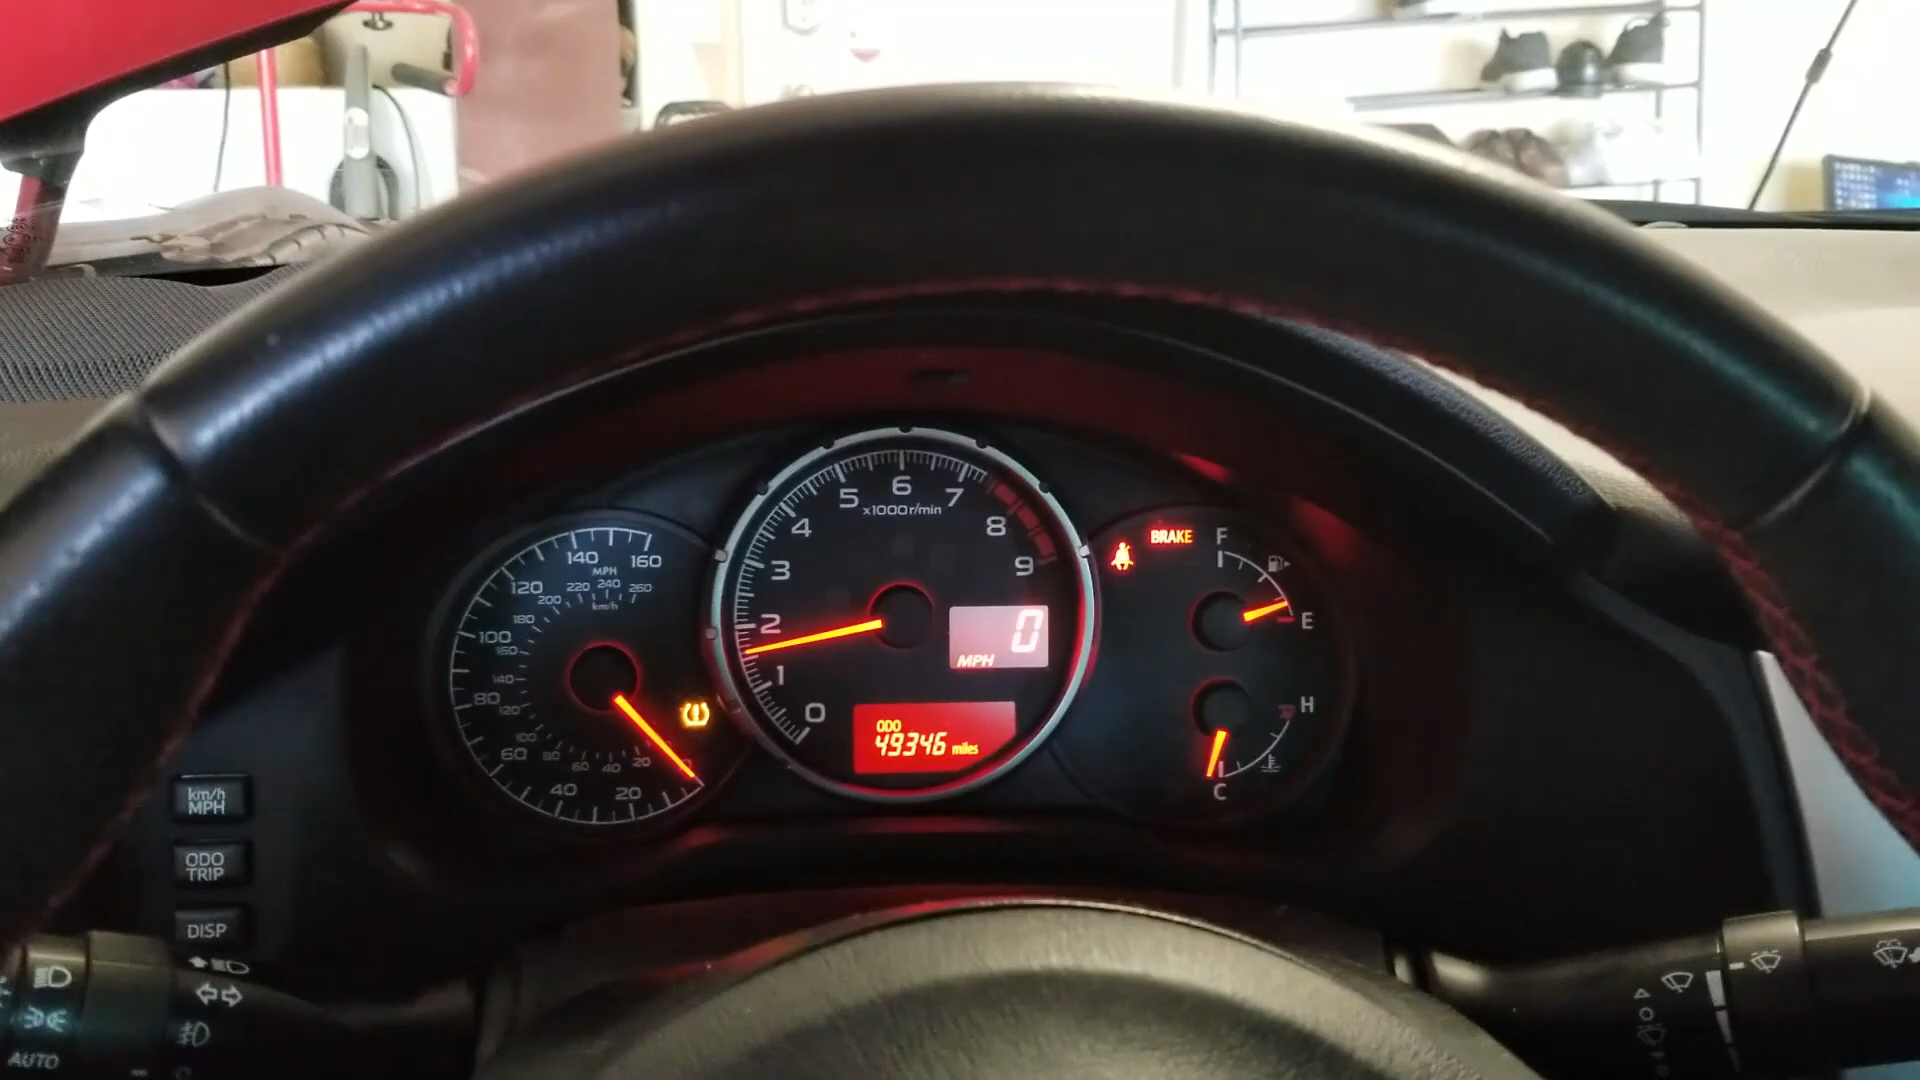 5 6 7
x1000r/min
4 8
3 9
2
1
0
0
MPH
ODO
49346 miles
140 160
MPH
120
220 240 260
200
km/h
180
100
160
140
80
120
100
60
80 60 40 20
40 20
BRAKE
F
E
H
C
km/h
MPH
ODO
TRIP
DISP
AUTO